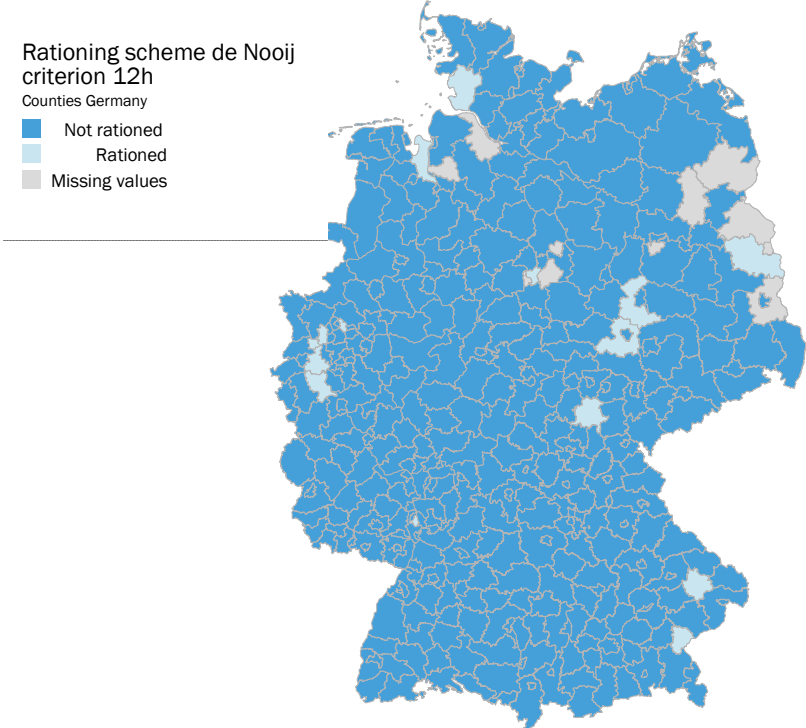 Rationing scheme de Nooij
criterion 12h
Counties Germany
Not rationed
Rationed
Missing values